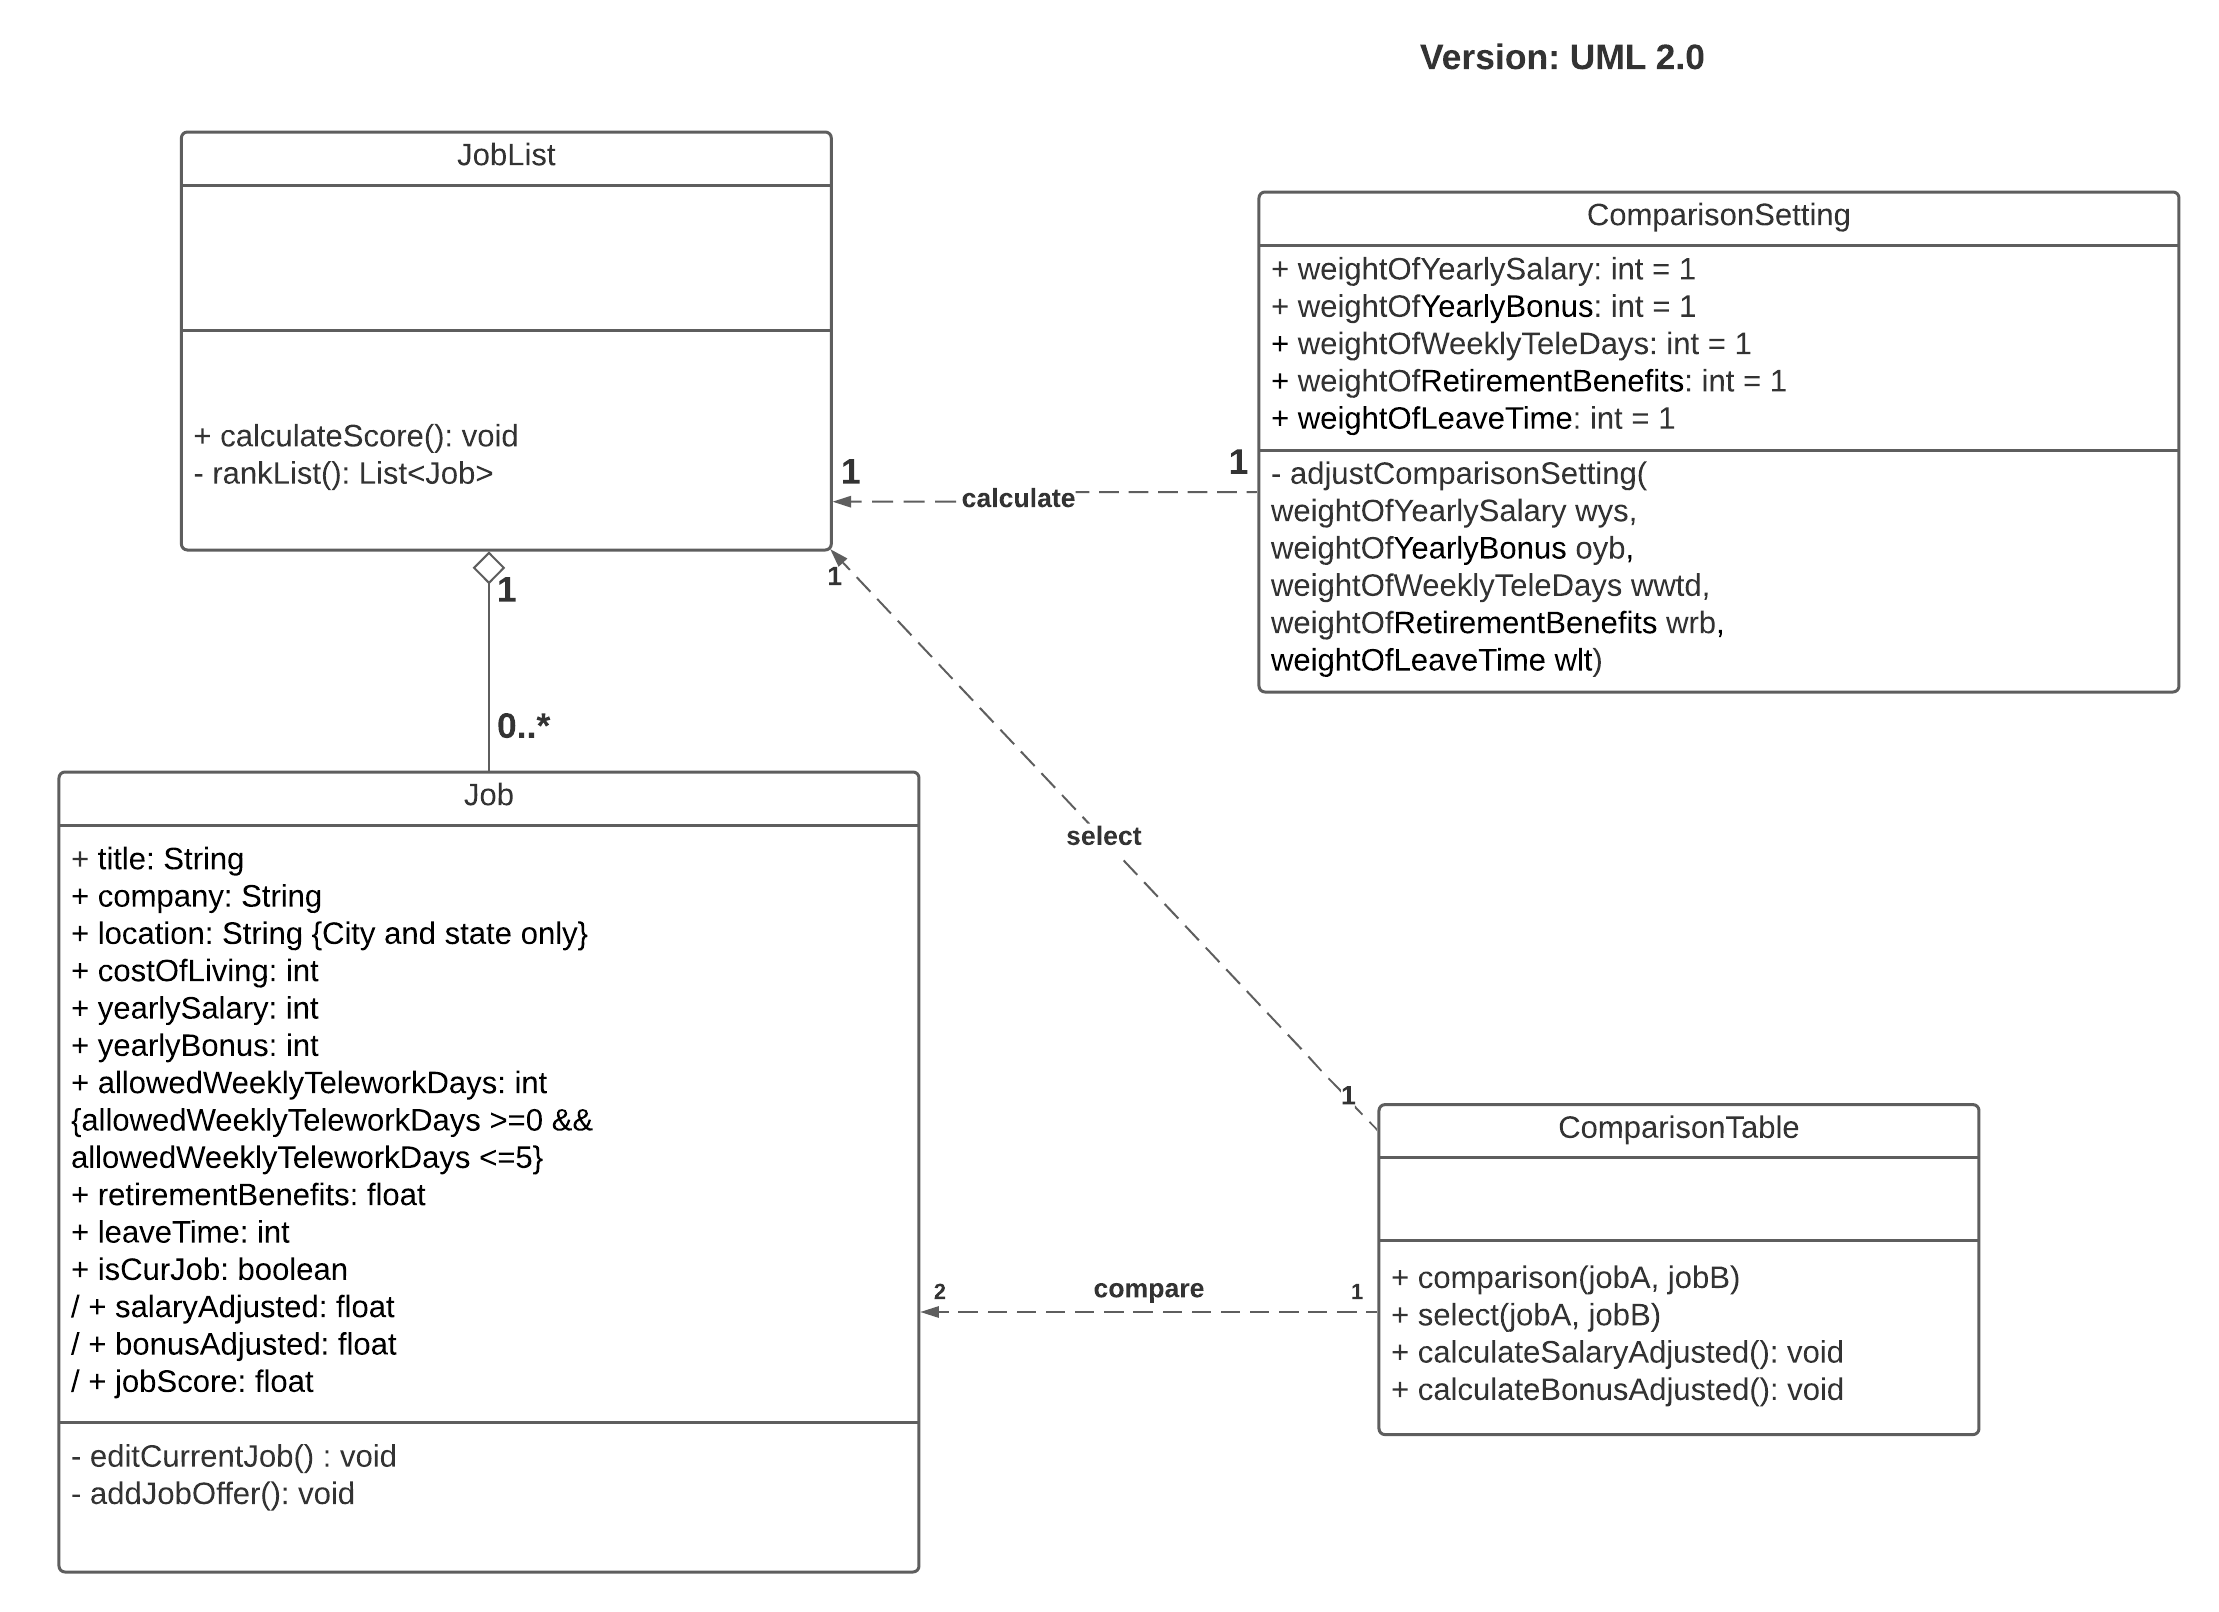 Version: UML 2.0
JobList
+ calculateScore(): void
- rankList(): List<Job>
1
0..*
1
calculate
1
ComparisonSetting
+ weightOfYearlySalary: int = 1
+ weightOfYearlyBonus: int = 1
+ weightOfWeeklyTeleDays: int = 1
+ weightOfRetirementBenefits: int = 1
+ weightOfLeaveTime: int = 1
- adjustComparisonSetting(
weightOfYearlySalary wys,
weightOfYearlyBonus oyb,
weightOfWeeklyTeleDays wwtd,
weightOfRetirementBenefits wrb,
weightOfLeaveTime wlt)
1
select
1
Job
+ title: String
+ company: String
+ location: String {City and state only}
+ costOfLiving: int
+ yearlySalary: int
+ yearlyBonus: int
+ allowedWeeklyTeleworkDays: int
{allowedWeeklyTeleworkDays >=0 &&
allowedWeeklyTeleworkDays <=5}
+ retirementBenefits: float
+ leaveTime: int
+ isCurJob: boolean
/ + salaryAdjusted: float
/ + bonusAdjusted: float
/ + jobScore: float
- editCurrentJob() : void
- addJobOffer(): void
2
compare
1
ComparisonTable
+ comparison(jobA, jobB)
+ select(jobA, jobB)
+ calculateSalaryAdjusted(): void
+ calculateBonusAdjusted(): void